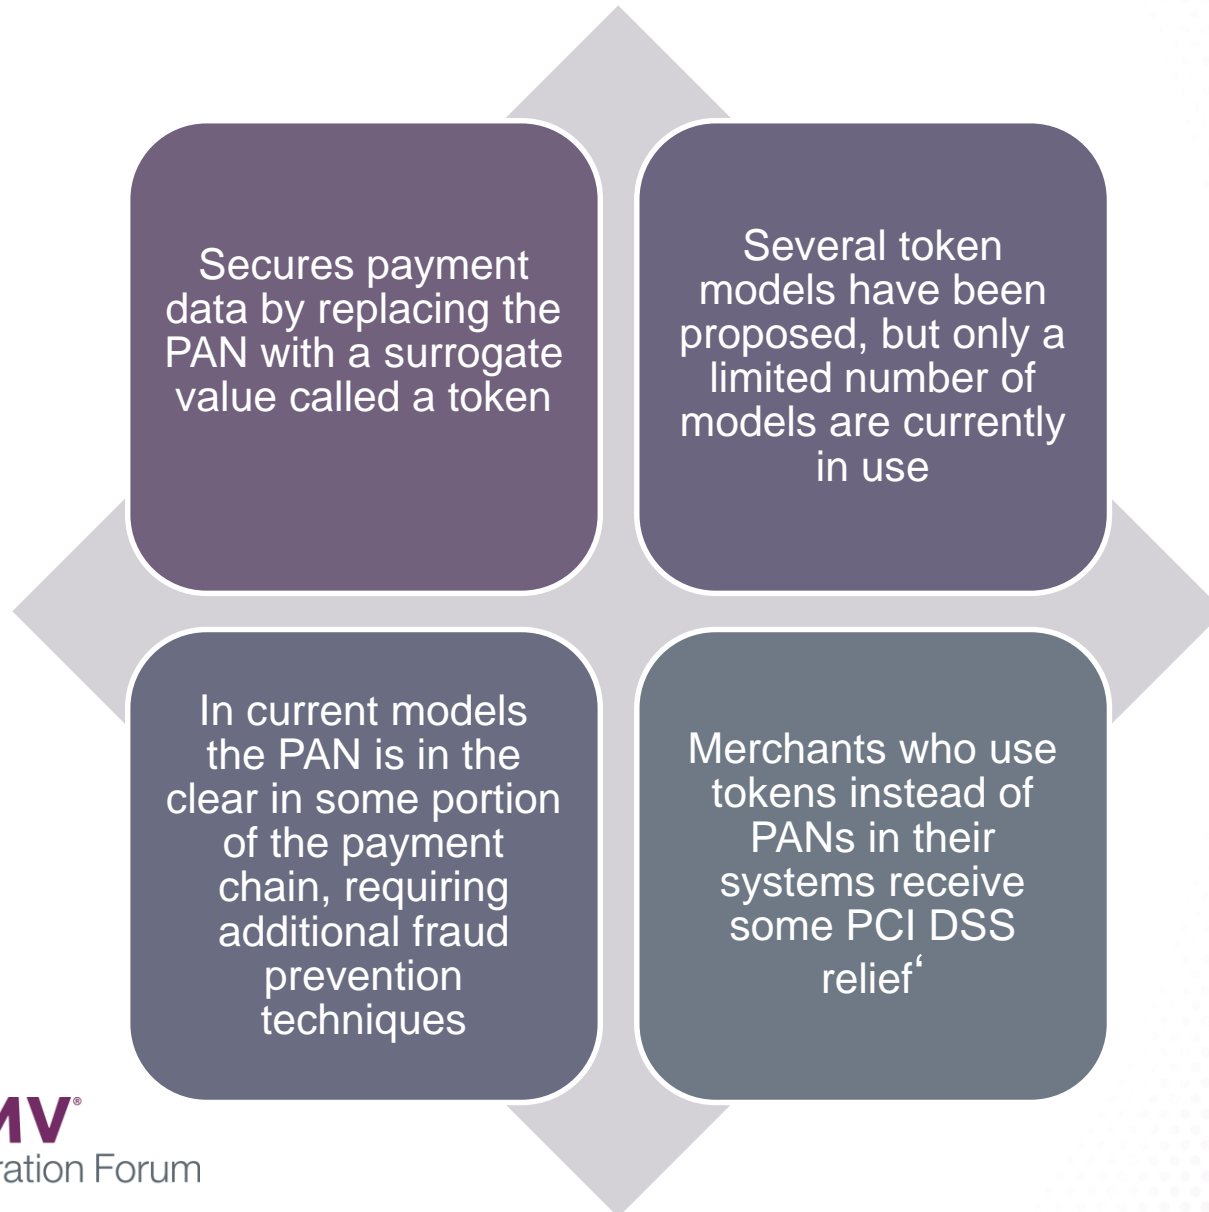 Secures payment
data by replacing the
PAN with a surrogate
value called a token
Several token
models have been
proposed, but only a
limited number of
models are currently
in use
In current models
the PAN is in the
clear in some portion
of the payment
chain, requiring
additional fraud
prevention
techniques
Merchants who use
tokens instead of
PANs in their
systems receive
some PCI DSS
relief‘
MV®
ration Forum